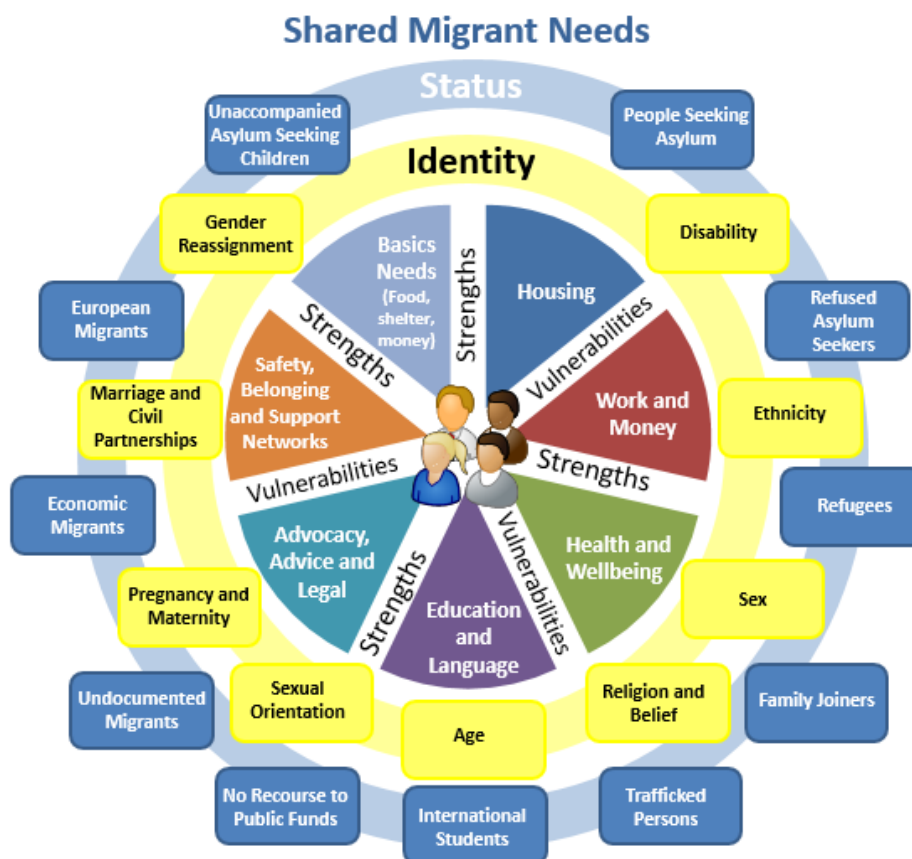 Shared Migrant Needs
Status
Unaccompanied
Asylum Seeking
Children
People Seeking
Asylum
Identity
Gender
Reassignment
Disability
European
Migrants
Refused
Asylum
Seekers
Marriage and
Civil
Partnerships
Ethnicity
Economic
Migrants
Refugees
Pregnancy and
Maternity
Sex
Undocumented
Migrants
Sexual
Orientation
Age
Religion and
Belief
Family Joiners
No Recourse to
Public Funds
International
Students
Trafficked
Persons
Basics
Needs
(Food,
shelter,
money)
Strengths
Housing
Vulnerabilities
Work and
Money
Strengths
Health and
Wellbeing
Vulnerabilities
Education
and
Language
Strengths
Advocacy,
Advice and
Legal
Vulnerabilities
Safety,
Belonging
and Support
Networks
Strengths